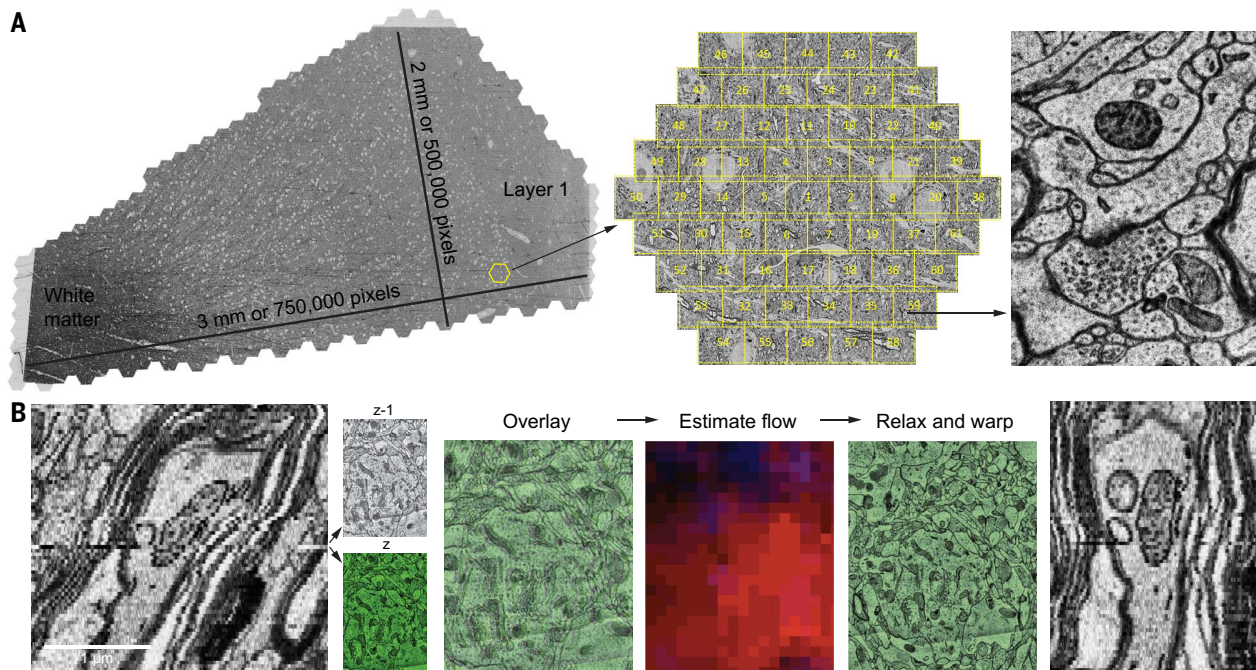 A
2 mm or 500,000 pixels
Layer 1
White
matter
3 mm or 750,000 pixels
46 45 44 43 42
47 26 25 24 23 41
48 27 12 11 10 22 40
49 28 13 4 3 9 21 39
50 29 14 5 1 2 8 20 38
51 30 15 6 7 19 37 61
52 31 16 17 18 36 60
53 32 33 34 35 59
54 55 56 57 58
B
1 µm
z-1
z
Overlay
Estimate flow
Relax and warp